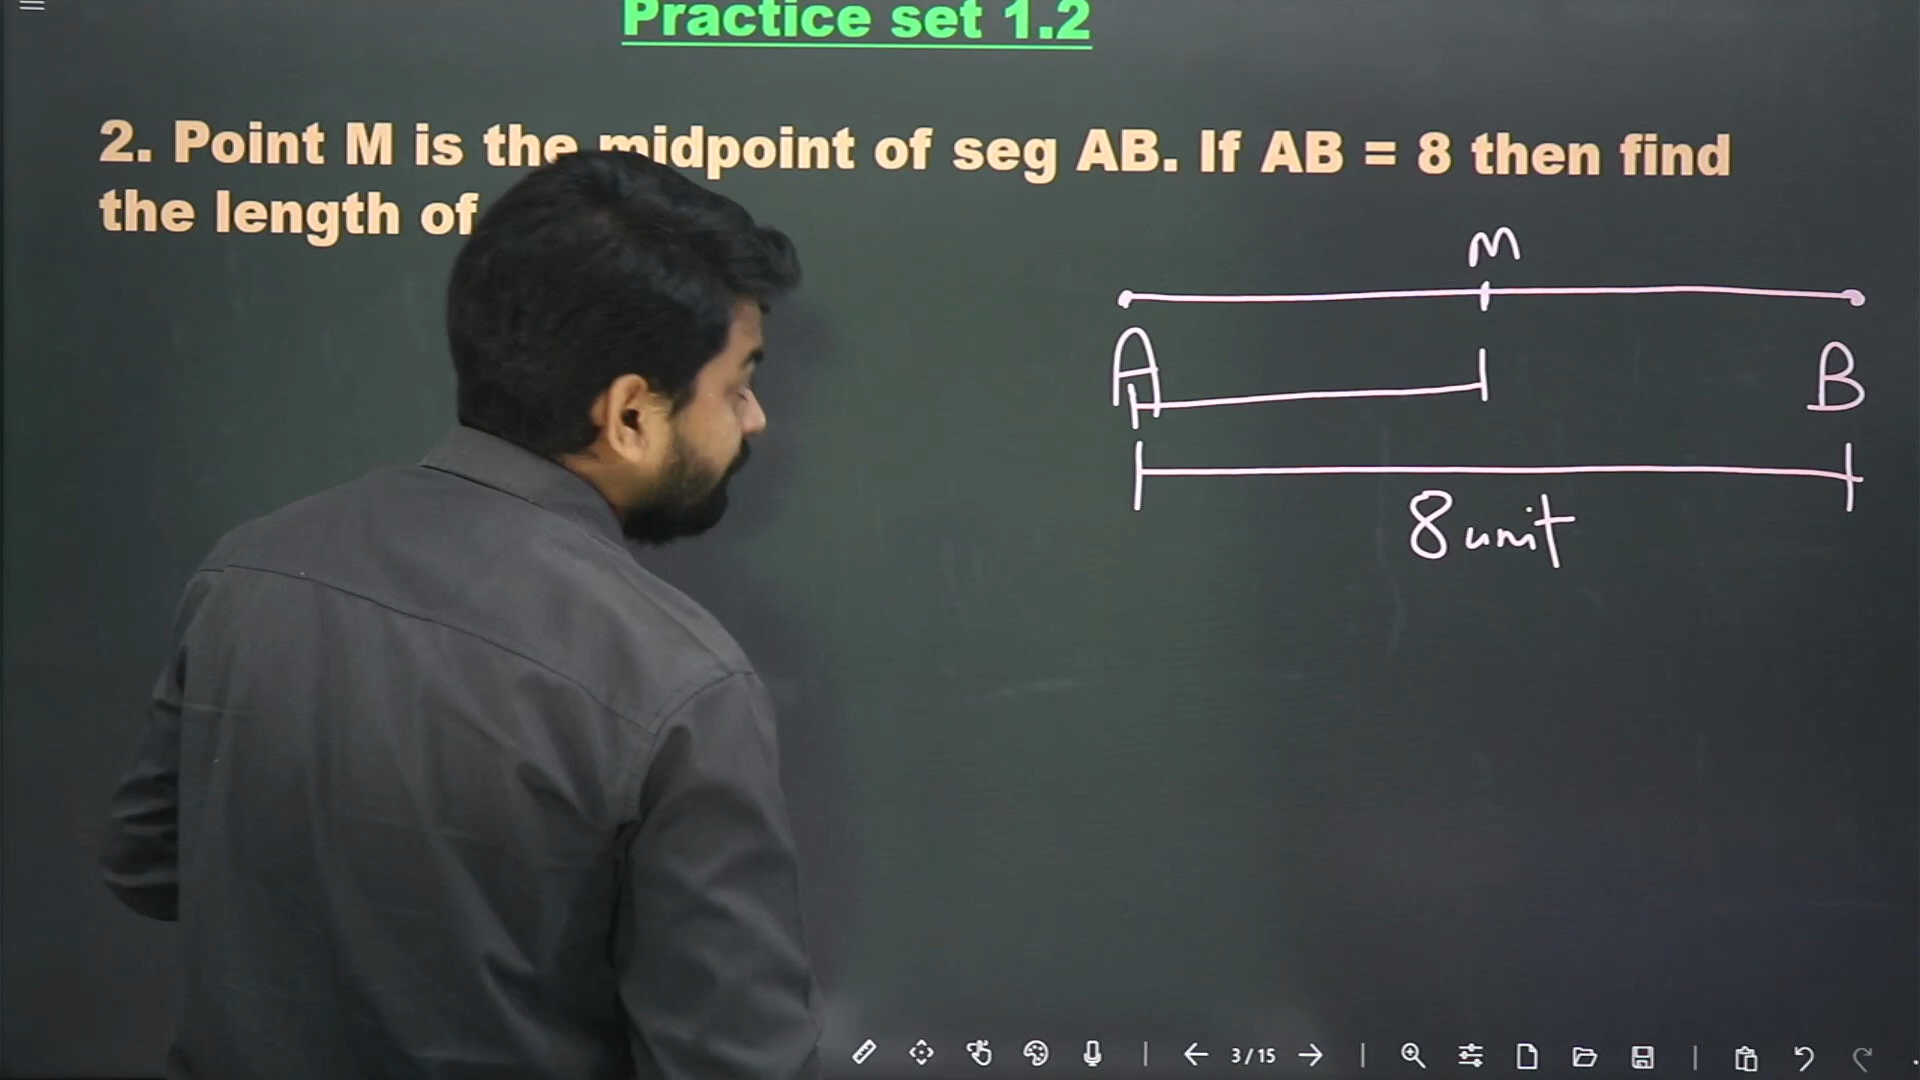 Practice set 1.2
2. Point M is the midpoint of seg AB. If AB = 8 then find
the length of
M
A
B
8 unit
3/15